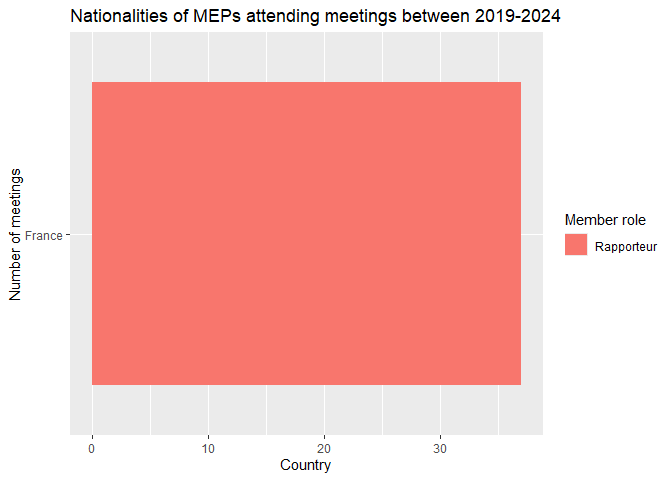 Nationalities of MEPs attending meetings between 2019-2024
Number of meetings
France
0 10 20 30
Country
Member role
Rapporteur